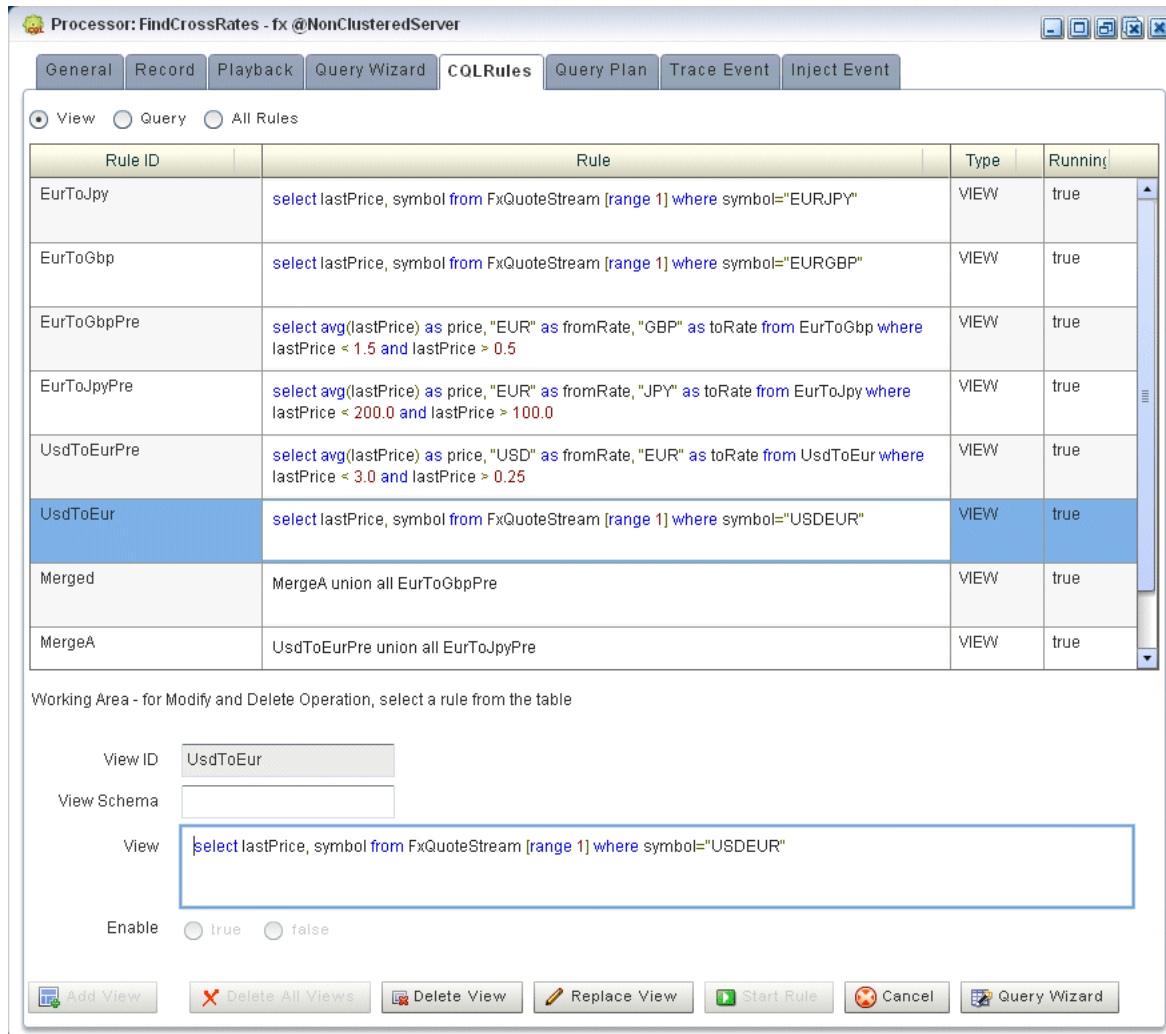 Processor: FindCrossRates - fx @NonClusteredServer
General Record Playback Query Wizard CQLRules Query Plan Trace Event Inject Event
View Query All Rules
Rule ID Rule Type Running
EurToJpy select lastPrice, symbol from FxQuoteStream [range 1] where symbol="EURJPY" VIEW true
EurToGbp select lastPrice, symbol from FxQuoteStream [range 1] where symbol="EURGBP" VIEW true
EurToGbpPre select avg(lastPrice) as price, "EUR" as fromRate, "GBP" as toRate from EurToGbp where VIEW true
lastPrice < 1.5 and lastPrice > 0.5
EurToJpyPre select avg(lastPrice) as price, "EUR" as fromRate, "JPY" as toRate from EurToJpy where VIEW true
lastPrice < 200.0 and lastPrice > 100.0
UsdToEurPre select avg(lastPrice) as price, "USD" as fromRate, "EUR" as toRate from UsdToEur where VIEW true
lastPrice < 3.0 and lastPrice > 0.25
UsdToEur select lastPrice, symbol from FxQuoteStream [range 1] where symbol="USDEUR" VIEW true
Merged MergeA union all EurToGbpPre VIEW true
MergeA UsdToEurPre union all EurToJpyPre VIEW true
Working Area - for Modify and Delete Operation, select a rule from the table
View ID UsdToEur
View Schema
View select lastPrice, symbol from FxQuoteStream [range 1] where symbol="USDEUR"
Enable true false
Add View Delete All Views Delete View Replace View Start Rule Cancel Query Wizard